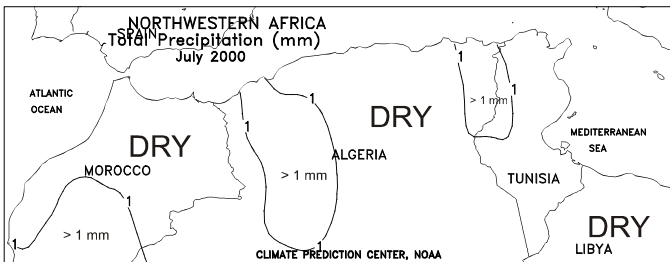 NORTHWESTERN AFRICA
SPAIN
Total Precipitation (mm)
July 2000
1
1
ATLANTIC
OCEAN
1
1
> 1 mm
DRY
1
DRY
MEDITERRANEAN
SEA
ALGERIA
MOROCCO
> 1 mm
TUNISIA
1
DRY
> 1 mm
1
1
LIBYA
CLIMATE PREDICTION CENTER, NOAA